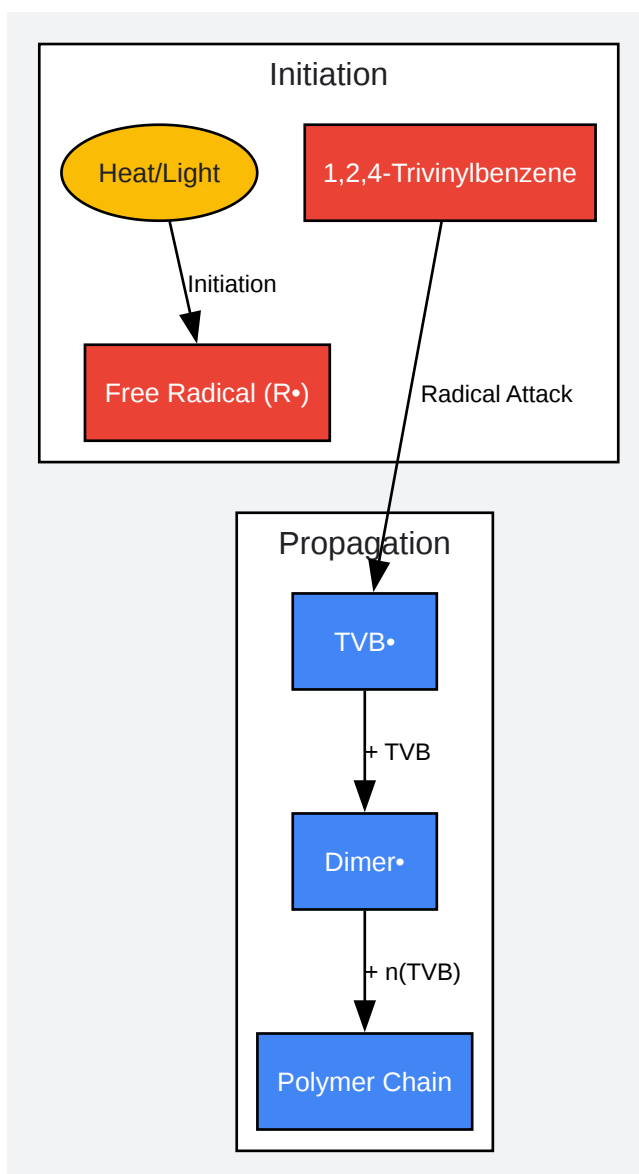 Initiation
Heat/Light
1,2,4-Trivinylbenzene
Initiation
Free Radical (R•)
Radical Attack
Propagation
TVB•
+ TVB
Dimer•
+ n(TVB)
Polymer Chain